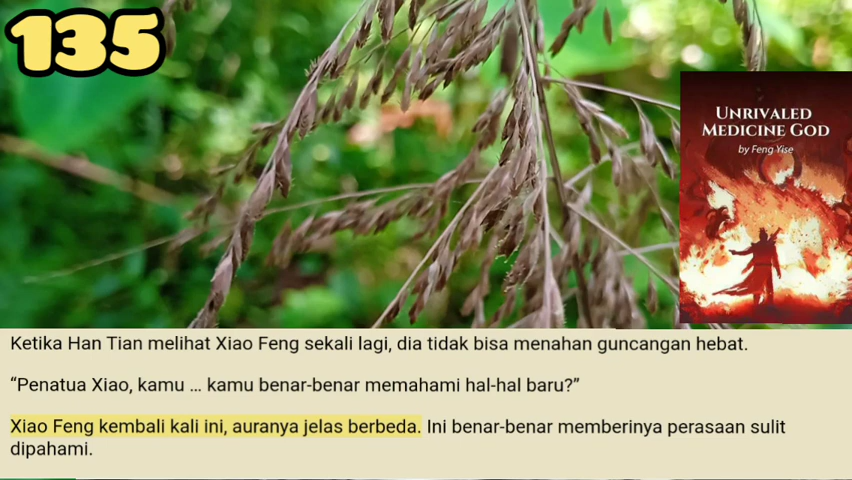 135
UNRIVALED
MEDICINE GOD
by Feng Yise
Ketika Han Tian melihat Xiao Feng sekali lagi, dia tidak bisa menahan guncangan hebat.
“Penatua Xiao, kamu ... kamu benar-benar memahami hal-hal baru?”
Xiao Feng kembali kali ini, auranya jelas berbeda. Ini benar-benar memberinya perasaan sulit
dipahami.